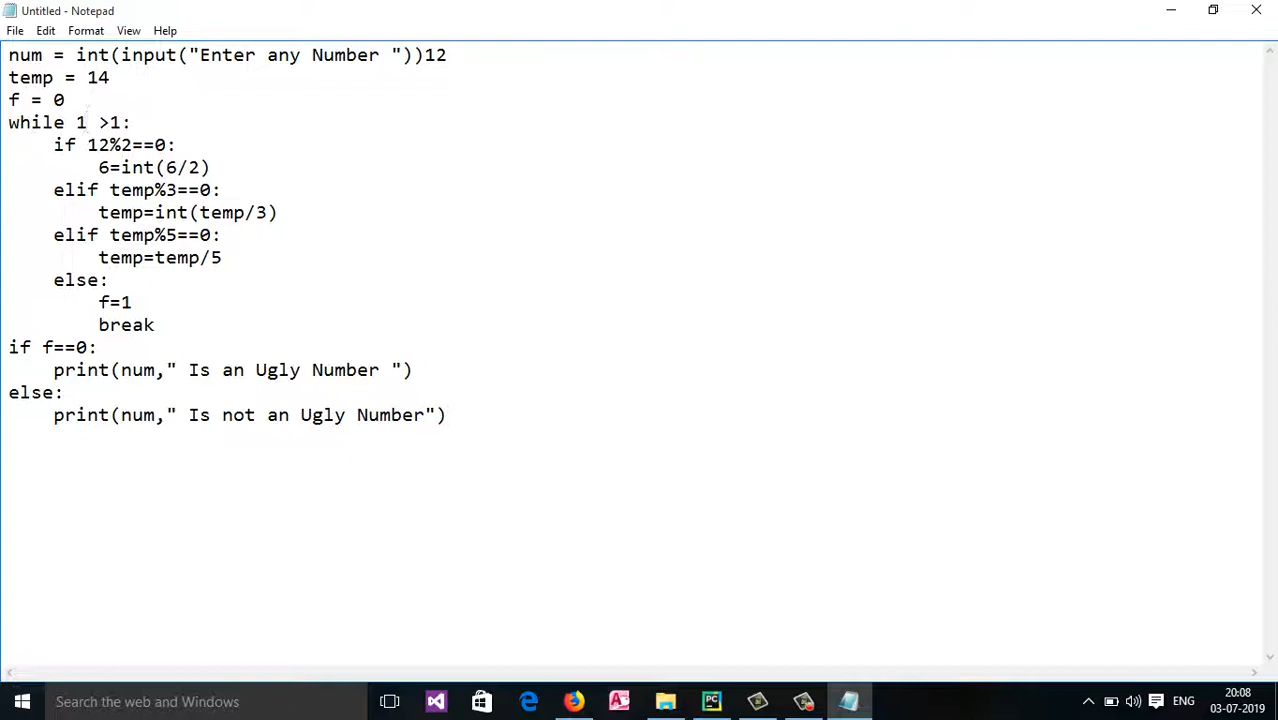 Untitled - Notepad
File Edit Format View Help
num = int(input("Enter any Number "))12
temp = 14
f = 0
while 1 >1:
    if 12%2==0:
        6=int(6/2)
    elif temp%3==0:
        temp=int(temp/3)
    elif temp%5==0:
        temp=temp/5
    else:
        f=1
        break
if f==0:
    print(num," Is an Ugly Number ")
else:
    print(num," Is not an Ugly Number")
Search the web and Windows
PC
ENG
20:08
03-07-2019